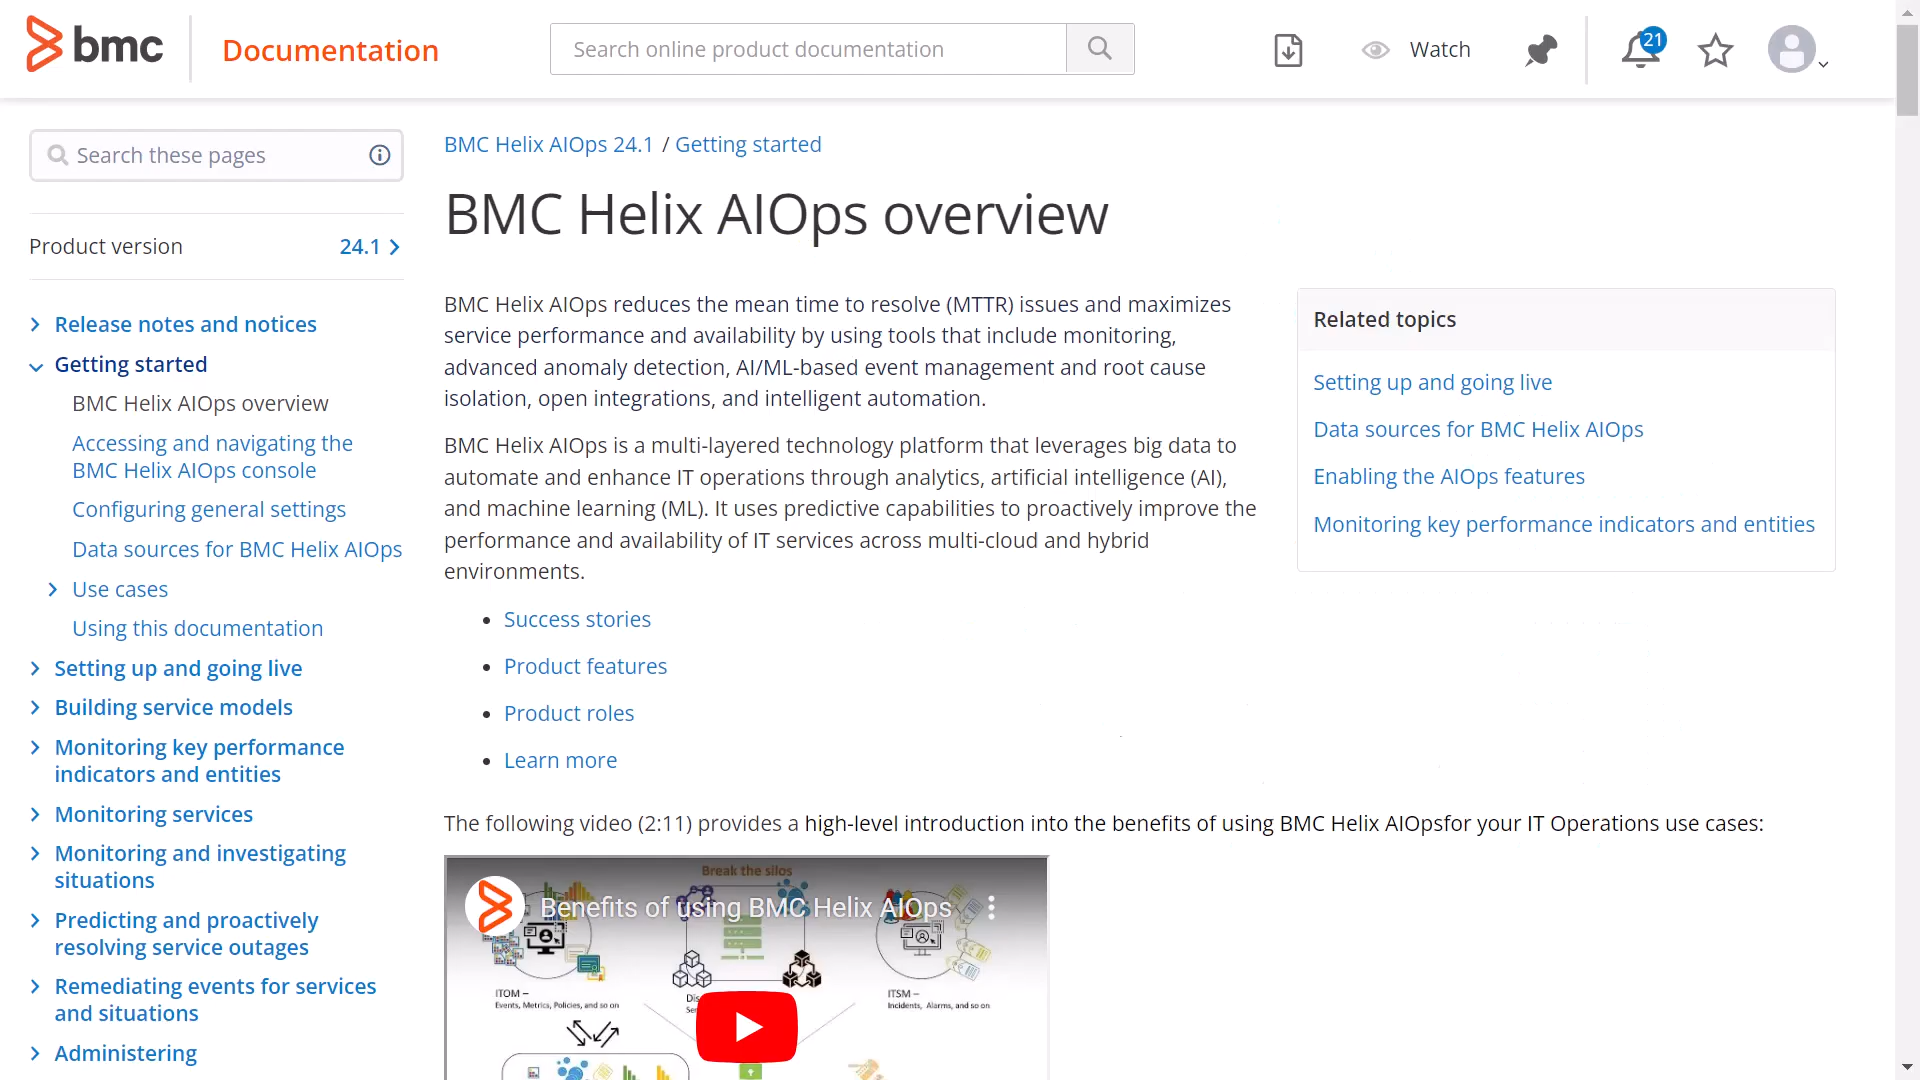 bmc
Documentation
Search online product documentation
Watch
21
Search these pages
Product version
24.1
Release notes and notices
Getting started
BMC Helix AIOps overview
Accessing and navigating the
BMC Helix AIOps console
Configuring general settings
Data sources for BMC Helix AIOps
Use cases
Using this documentation
Setting up and going live
Building service models
Monitoring key performance
indicators and entities
Monitoring services
Monitoring and investigating
situations
Predicting and proactively
resolving service outages
Remediating events for services
and situations
Administering
BMC Helix AIOps 24.1 / Getting started
BMC Helix AIOps overview
BMC Helix AIOps reduces the mean time to resolve (MTTR) issues and maximizes
service performance and availability by using tools that include monitoring,
advanced anomaly detection, AI/ML-based event management and root cause
isolation, open integrations, and intelligent automation.
BMC Helix AIOps is a multi-layered technology platform that leverages big data to
automate and enhance IT operations through analytics, artificial intelligence (AI),
and machine learning (ML). It uses predictive capabilities to proactively improve the
performance and availability of IT services across multi-cloud and hybrid
environments.
Success stories
Product features
Product roles
Learn more
Related topics
Setting up and going live
Data sources for BMC Helix AIOps
Enabling the AIOps features
Monitoring key performance indicators and entities
The following video (2:11) provides a high-level introduction into the benefits of using BMC Helix AIOpsfor your IT Operations use cases:
Break the silos
Benefits of using BMC Helix AIOps
ITOM –
Events, Metrics, Policies, and so on
ITSM –
Incidents, Alarms, and so on